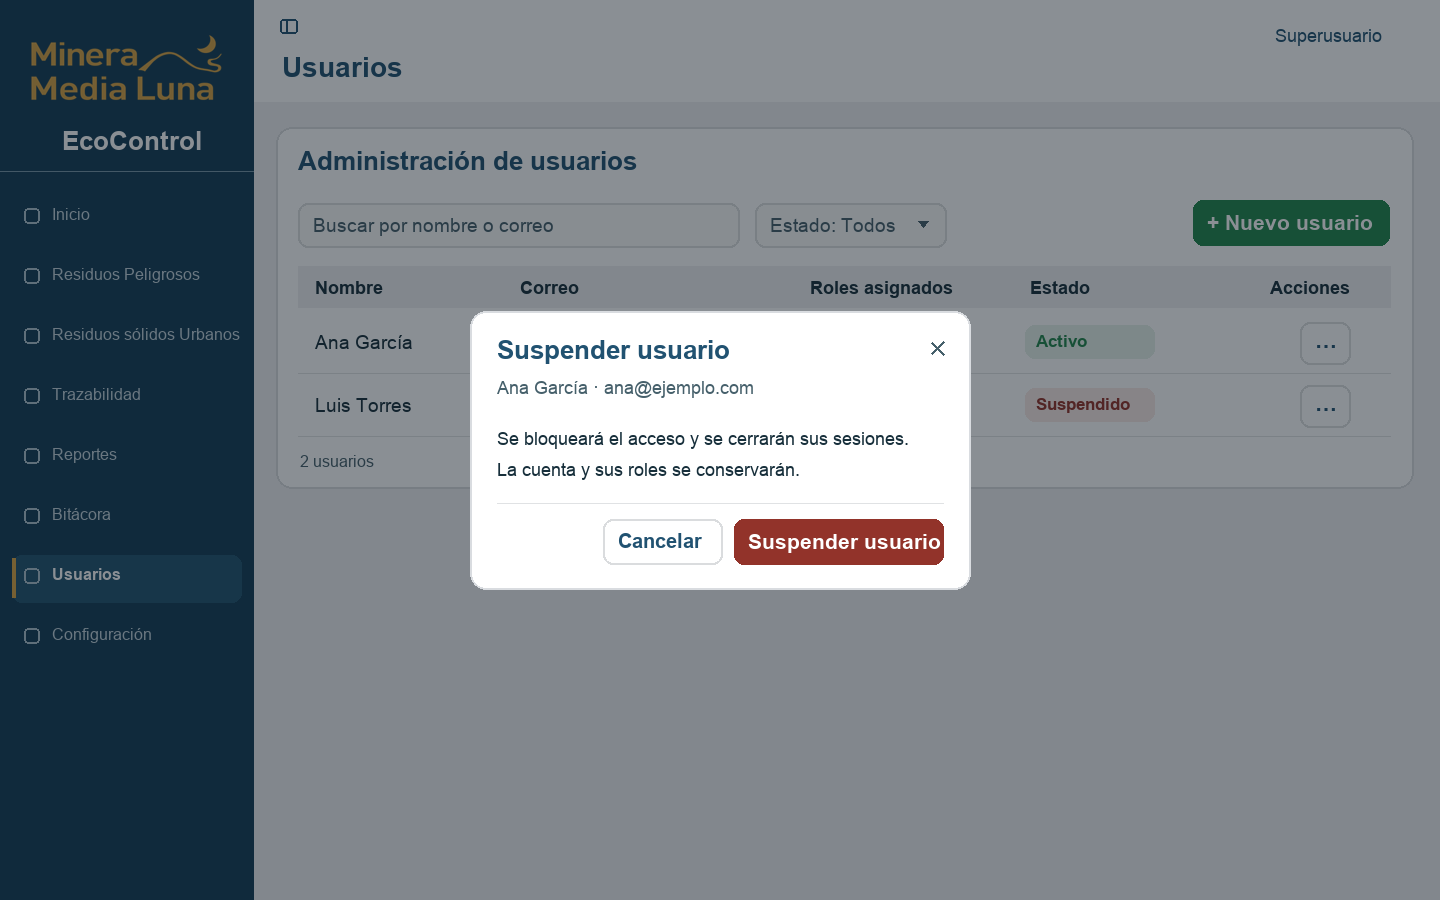 Minera
Media Luna
EcoControl
Inicio
Residuos Peligrosos
Residuos sólidos Urbanos
Trazabilidad
Reportes
Bitácora
Usuarios
Configuración
Usuarios
Superusuario
Administración de usuarios
Buscar por nombre o correo
Estado: Todos
+ Nuevo usuario
Nombre Correo Roles asignados Estado Acciones
Ana García Activo ...
Luis Torres Suspendido ...
2 usuarios
Suspender usuario
Ana García · ana@ejemplo.com
Se bloqueará el acceso y se cerrarán sus sesiones.
La cuenta y sus roles se conservarán.
Cancelar Suspender usuario